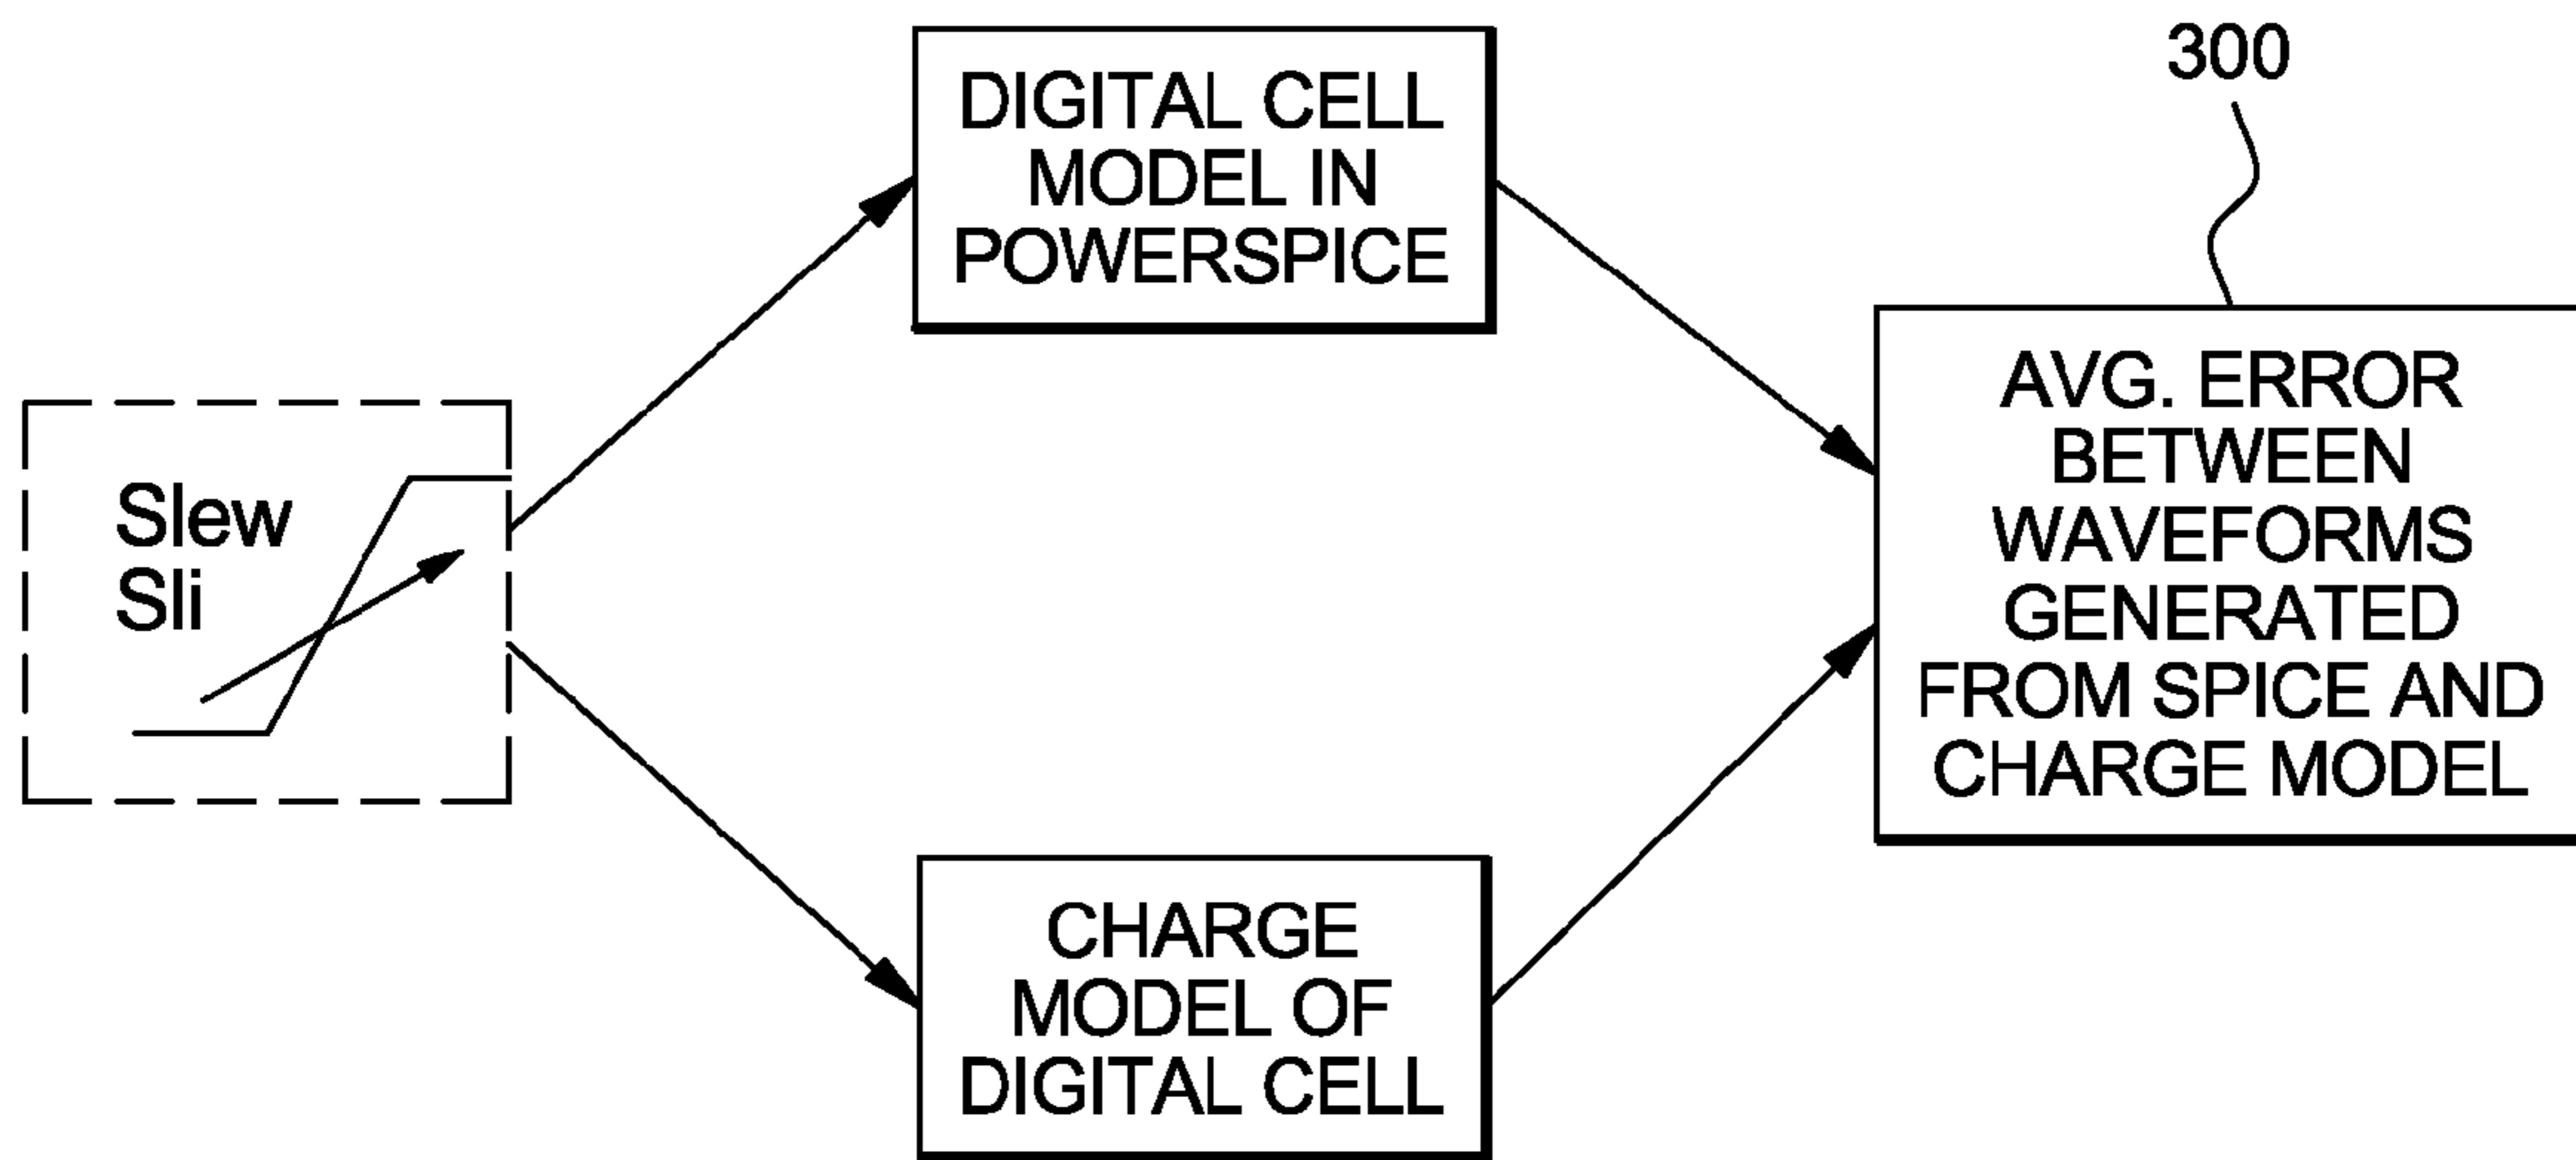 Slew
Sli
DIGITAL CELL
MODEL IN
POWERSPICE
CHARGE
MODEL OF
DIGITAL CELL
300
AVG. ERROR
BETWEEN
WAVEFORMS
GENERATED
FROM SPICE AND
CHARGE MODEL